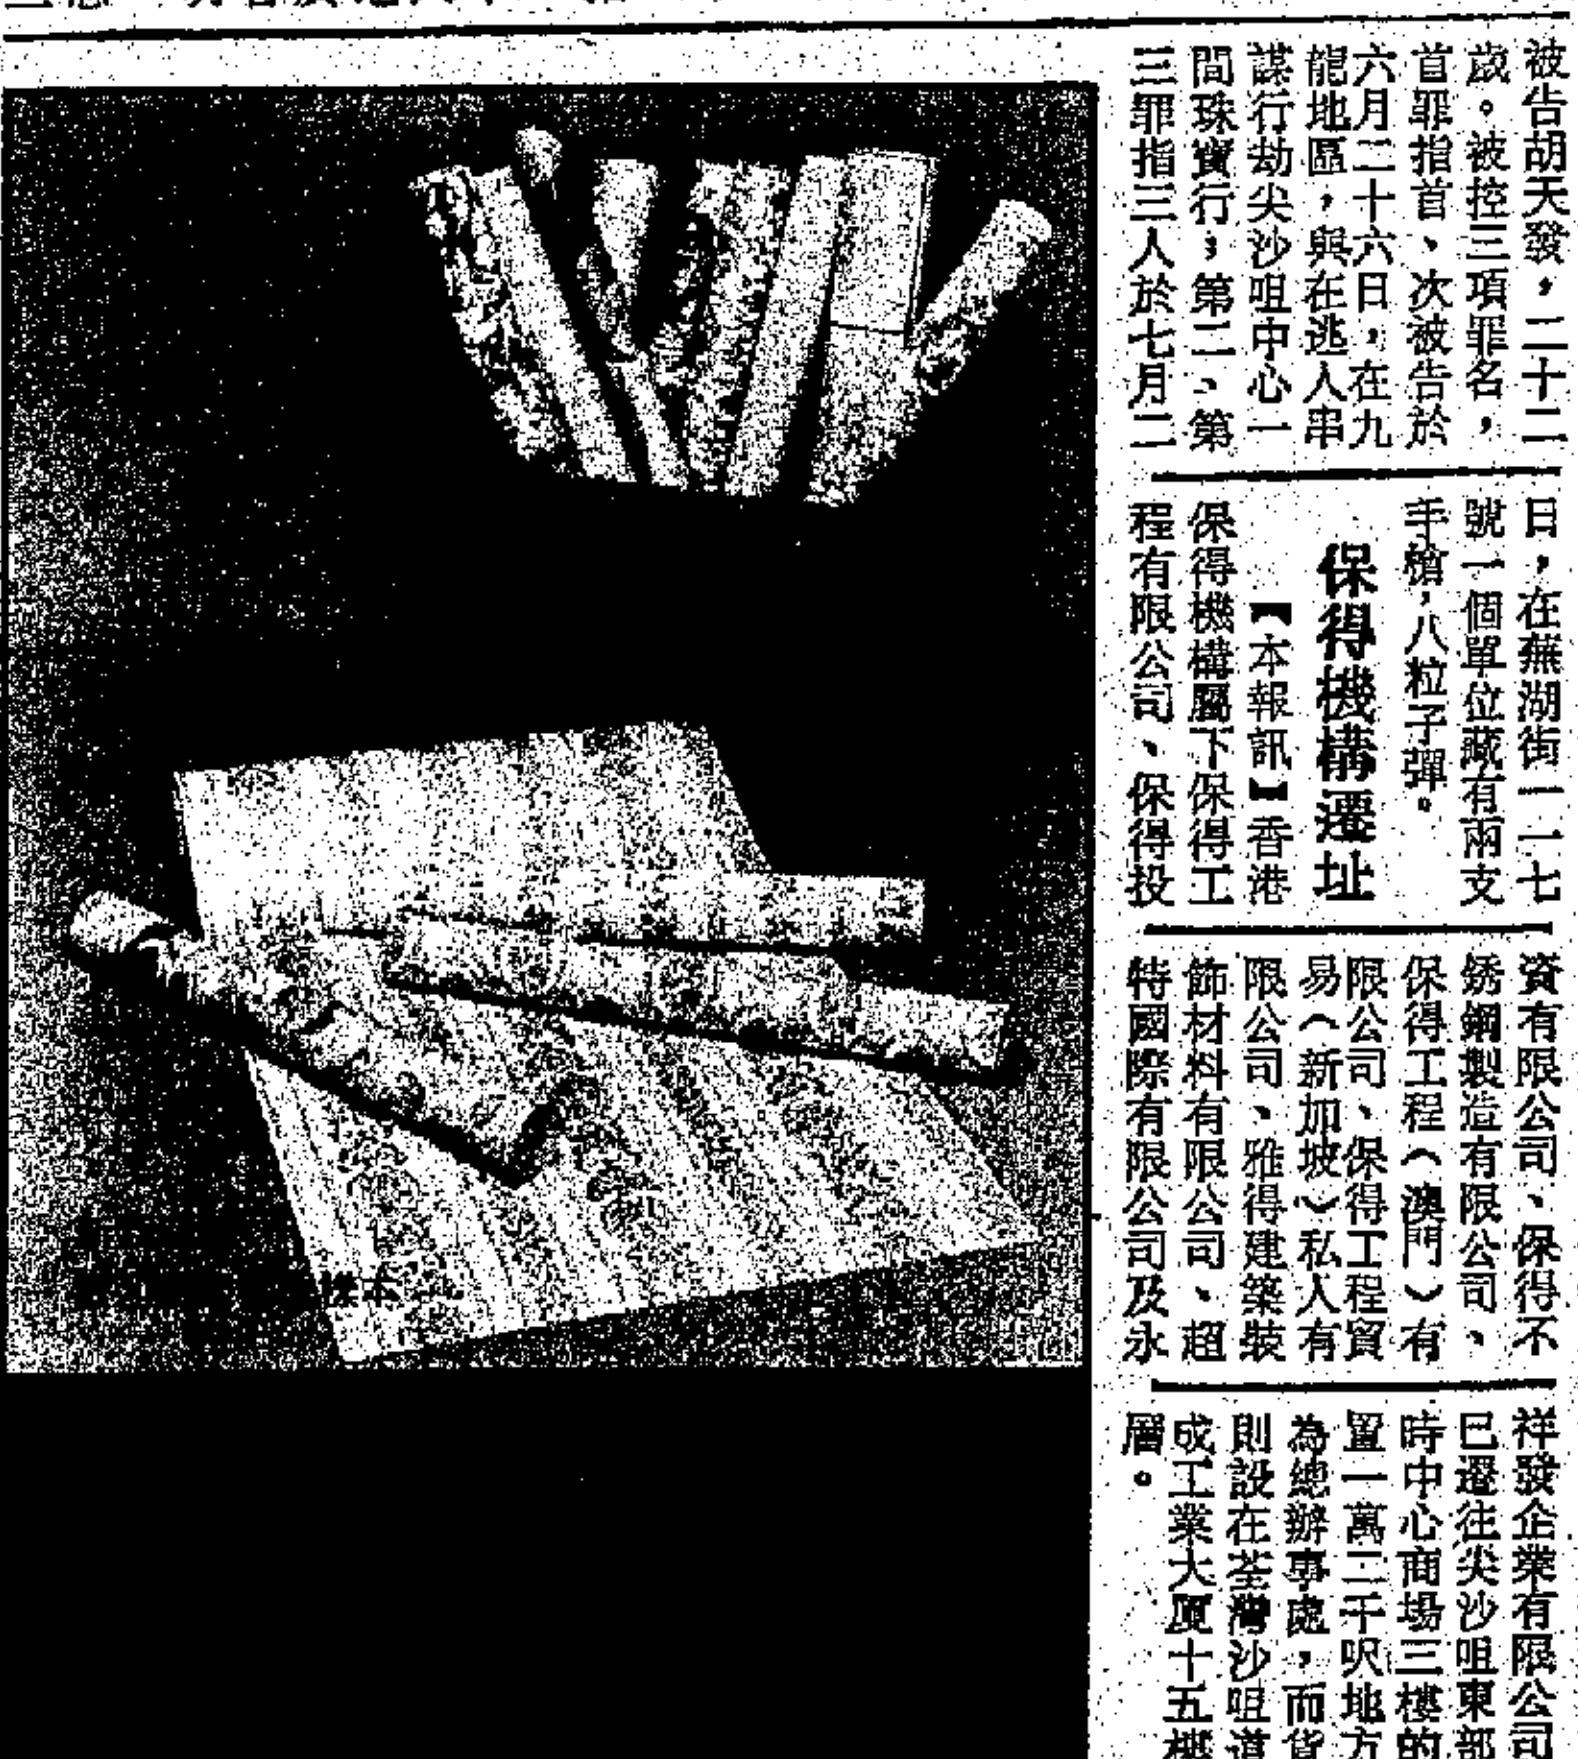 被告胡天發，二十二
歲。被控三項罪名，
首罪指首、次被告於
六月二十六日，在九
龍地區，與在逃人串
謀行劫尖沙咀中心一
間珠寶行；第二、第
三罪指三人於七月二
日，在蕪湖街一一七
號一個單位藏有兩支
手槍，八粒子彈。
保得機構遷址
【本報訊】香港
保得機構屬下保得工
程有限公司、保得投
資有限公司、保得不
銹鋼製造有限公司、
保得工程（澳門）有
限公司、保得工程貿
易（新加坡）私人有
限公司、雅得建築裝
飾材料有限公司、超
特國際有限公司及永
祥發企業有限公司
已遷往尖沙咀東部
時中心商場三樓的
置一萬二千呎地方
為總辦事處，而貨
則設在荃灣沙咀道
成工業大厦十五樓
層。